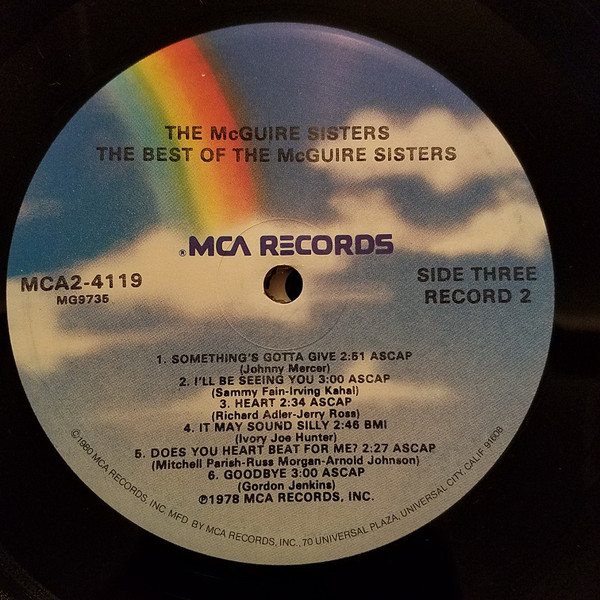 THE McGUIRE SISTERS
THE BEST OF THE McGUIRE SISTERS
® MCA RECORDS
MCA2-4119
MG9735
SIDE THREE
RECORD 2
1. SOMETHING'S GOTTA GIVE 2:51 ASCAP
(Johnny Mercer)
2. I'LL BE SEEING YOU 3:00 ASCAP
(Sammy Fain-Irving Kahal)
3. HEART 2:34 ASCAP
(Richard Adler-Jerry Ross)
4. IT MAY SOUND SILLY 2:46 BMI
(Ivory Joe Hunter)
5. DOES YOU HEART BEAT FOR ME? 2:27 ASCAP
(Mitchell Parish-Russ Morgan-Arnold Johnson)
6. GOODBYE 3:00 ASCAP
(Gordon Jenkins)
℗1978 MCA RECORDS, INC.
©1980 MCA RECORDS, INC. MFD. BY MCA RECORDS, INC., 70 UNIVERSAL PLAZA, UNIVERSAL CITY, CALIF. 91608